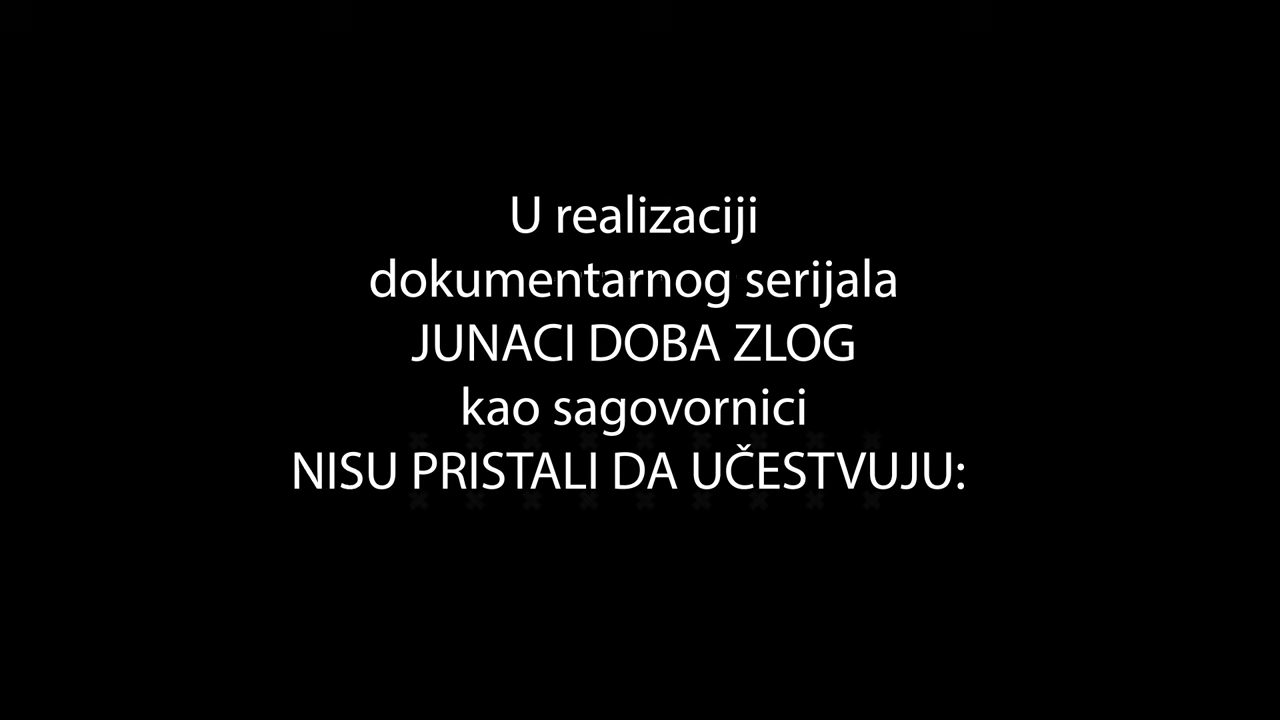 U realizaciji
dokumentarnog serijala
JUNACI DOBA ZLOG
kao sagovornici
NISU PRISTALI DA UČESTVUJU: